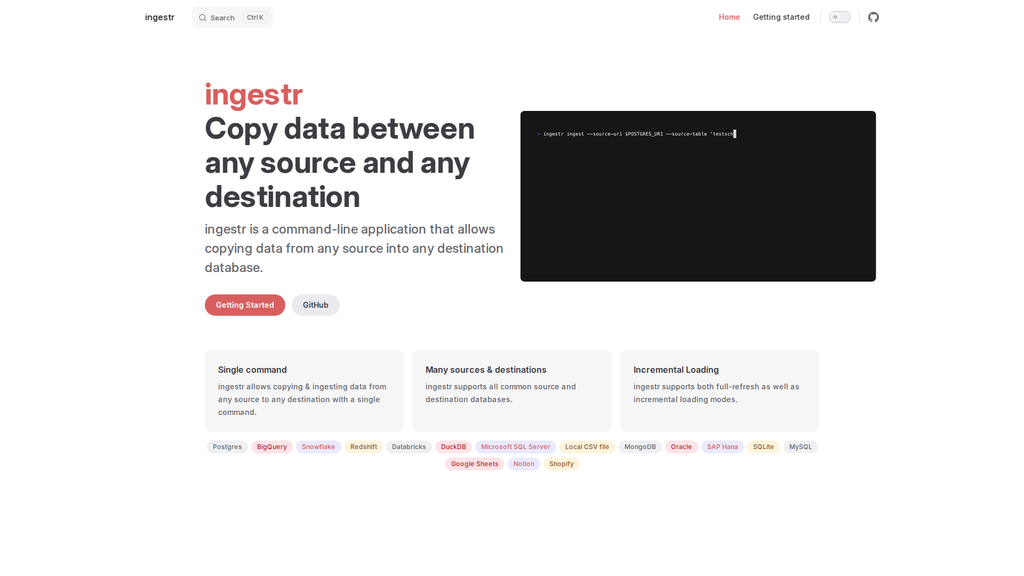 ingestr
Search
Ctrl K
Home
Getting started
ingestr
Copy data between
any source and any
destination
ingestr is a command-line application that allows
copying data from any source into any destination
database.
Getting Started
GitHub
> ingestr ingest --source-uri $POSTGRES_URI --source-table 'testsch
Single command
ingestr allows copying & ingesting data from
any source to any destination with a single
command.
Many sources & destinations
ingestr supports all common source and
destination databases.
Incremental Loading
ingestr supports both full-refresh as well as
incremental loading modes.
Postgres BigQuery Snowflake Redshift Databricks DuckDB Microsoft SQL Server Local CSV file MongoDB Oracle SAP Hana SQLite MySQL
Google Sheets Notion Shopify